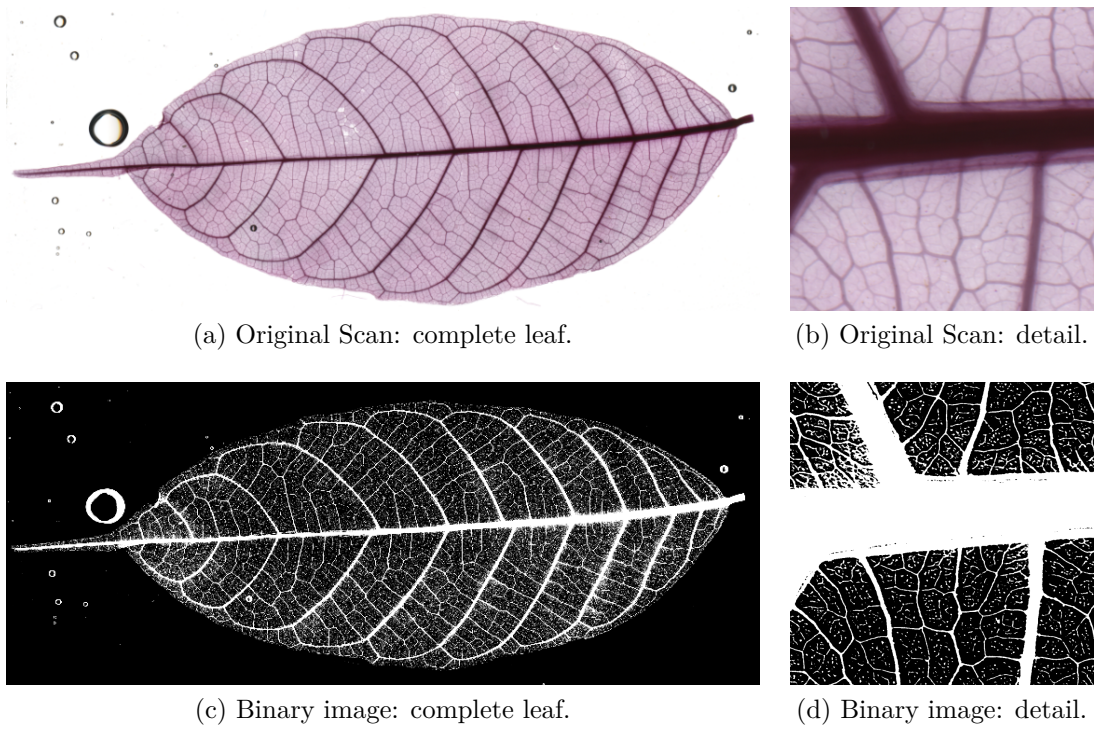 (a) Original Scan: complete leaf.
(b) Original Scan: detail.
(c) Binary image: complete leaf.
(d) Binary image: detail.